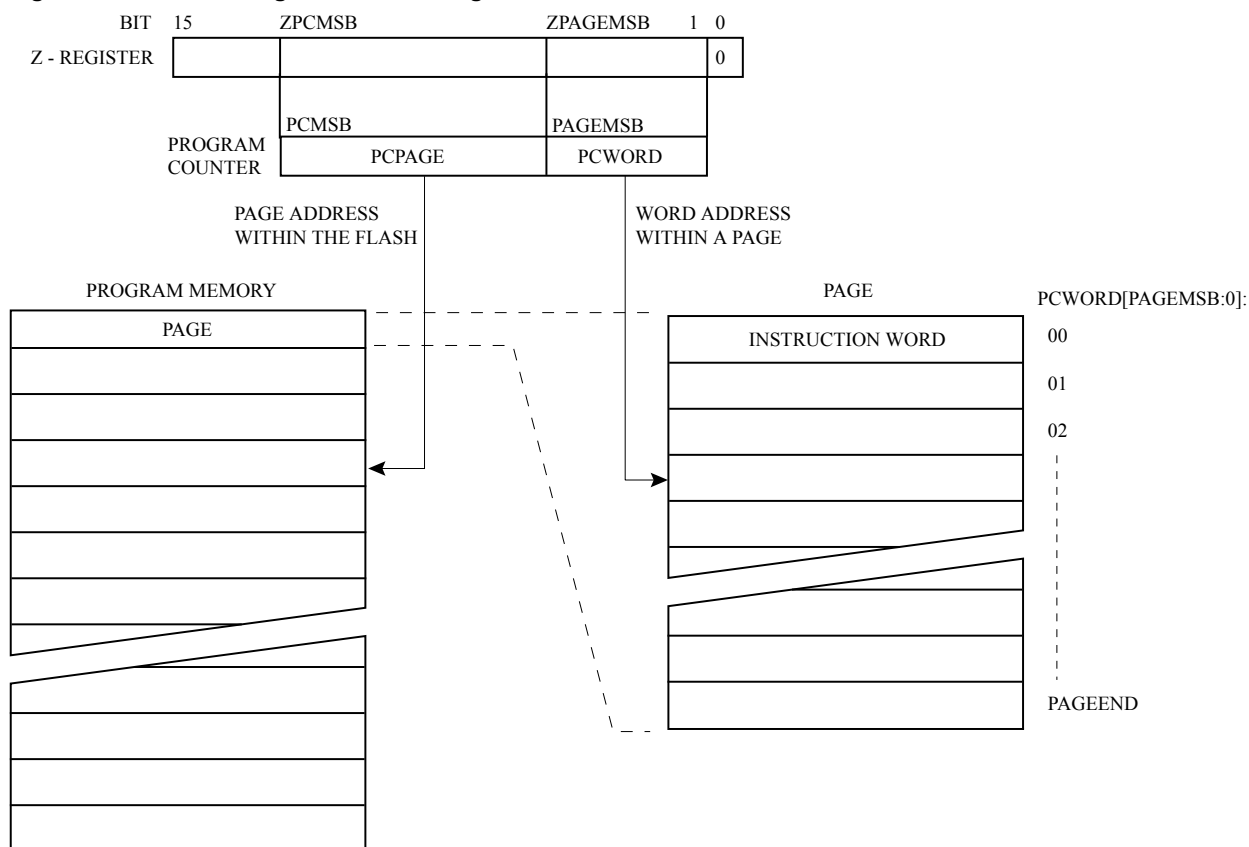 BIT 15 ZPCMSB ZPAGEMSB 1 0
Z - REGISTER 0
PCMSB PAGEMSB
PROGRAM
COUNTER
PCPAGE PCWORD
PAGE ADDRESS
WITHIN THE FLASH
WORD ADDRESS
WITHIN A PAGE
PROGRAM MEMORY
PAGE
PAGE
PCWORD[PAGEMSB:0]:
INSTRUCTION WORD 00
01
02
PAGEEND